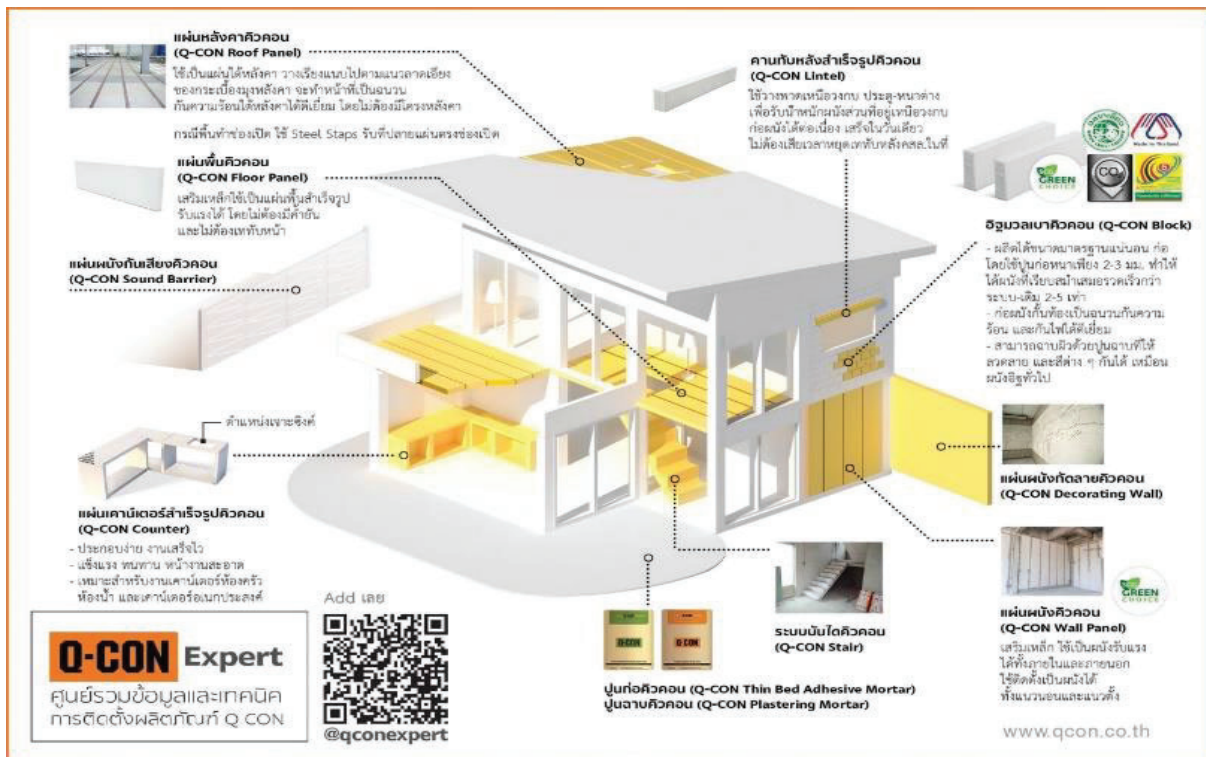 แผ่นหลังคาคิวคอน
(Q-CON Roof Panel)
ใช้เป็นแผ่นใต้หลังคา วางเรียงแนบไปตามแนวลาดเอียง
ของกระเบื้องมุงหลังคา จะทำหน้าที่เป็นฉนวน
กันความร้อนใต้หลังคาได้ดีเยี่ยม โดยไม่ต้องมีโครงหลังคา
กรณีพื้นทำช่องเปิด ใช้ Steel Staps รับที่ปลายแผ่นตรงช่องเปิด
แผ่นพื้นคิวคอน
(Q-CON Floor Panel)
เสริมเหล็กใช้เป็นแผ่นพื้นสำเร็จรูป
รับแรงได้ โดยไม่ต้องมีค้ำยัน
และไม่ต้องเททับหน้า
แผ่นผนังกันเสียงคิวคอน
(Q-CON Sound Barrier)
ตำแหน่งเจาะซิงค์
แผ่นเคาน์เตอร์สำเร็จรูปคิวคอน
(Q-CON Counter)
- ประกอบง่าย งานเสร็จไว
- แข็งแรง ทนทาน หน้างานสะอาด
- เหมาะสำหรับงานเคาน์เตอร์ห้องครัว
ห้องน้ำ และเคาน์เตอร์อเนกประสงค์
Q-CON Expert
ศูนย์รวมข้อมูลและเทคนิค
การติดตั้งผลิตภัณฑ์ Q CON
Add เลย
@qconexpert
คานทับหลังสำเร็จรูปคิวคอน
(Q-CON Lintel)
ใช้วางพาดเหนือวงกบ ประตู-หน้าต่าง
เพื่อรับน้ำหนักผนังส่วนที่อยู่เหนือวงกบ
ก่อผนังได้ต่อเนื่อง เสร็จในวันเดียว
ไม่ต้องเสียเวลาหยุดเททับหลังคสล.ในที่
Made in Thailand
GREEN
CHOICE
CO₂
อิฐมวลเบาคิวคอน (Q-CON Block)
- ผลิตได้ขนาดมาตรฐานแน่นอน ก่อ
โดยใช้ปูนก่อหนาเพียง 2-3 มม. ทำให้
ได้ผนังที่เรียบสม่ำเสมอรวดเร็วกว่า
ระบบ-เดิม 2-5 เท่า
- ก่อผนังกั้นห้องเป็นฉนวนกันความ
ร้อน และกันไฟได้ดีเยี่ยม
- สามารถฉาบผิวด้วยปูนฉาบที่ให้
ลวดลาย และสีต่าง ๆ กันได้ เหมือน
ผนังอิฐทั่วไป
แผ่นผนังกัดลายคิวคอน
(Q-CON Decorating Wall)
GREEN
CHOICE
แผ่นผนังคิวคอน
(Q-CON Wall Panel)
เสริมเหล็ก ใช้เป็นผนังรับแรง
ได้ทั้งภายในและภายนอก
ใช้ติดตั้งเป็นผนังได้
ทั้งแนวนอนและแนวตั้ง
ระบบบันไดคิวคอน
(Q-CON Stair)
Q-CON
Q-CON
ปูนก่อคิวคอน (Q-CON Thin Bed Adhesive Mortar)
ปูนฉาบคิวคอน (Q-CON Plastering Mortar)
www.qcon.co.th